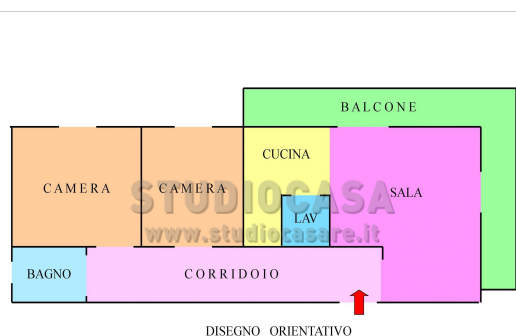 BALCONE
CUCINA
CAMERA
CAMERA
SALA
STUDIOCASA
LAV
www.studiocasare.it
BAGNO
CORRIDOIO
DISEGNO ORIENTATIVO